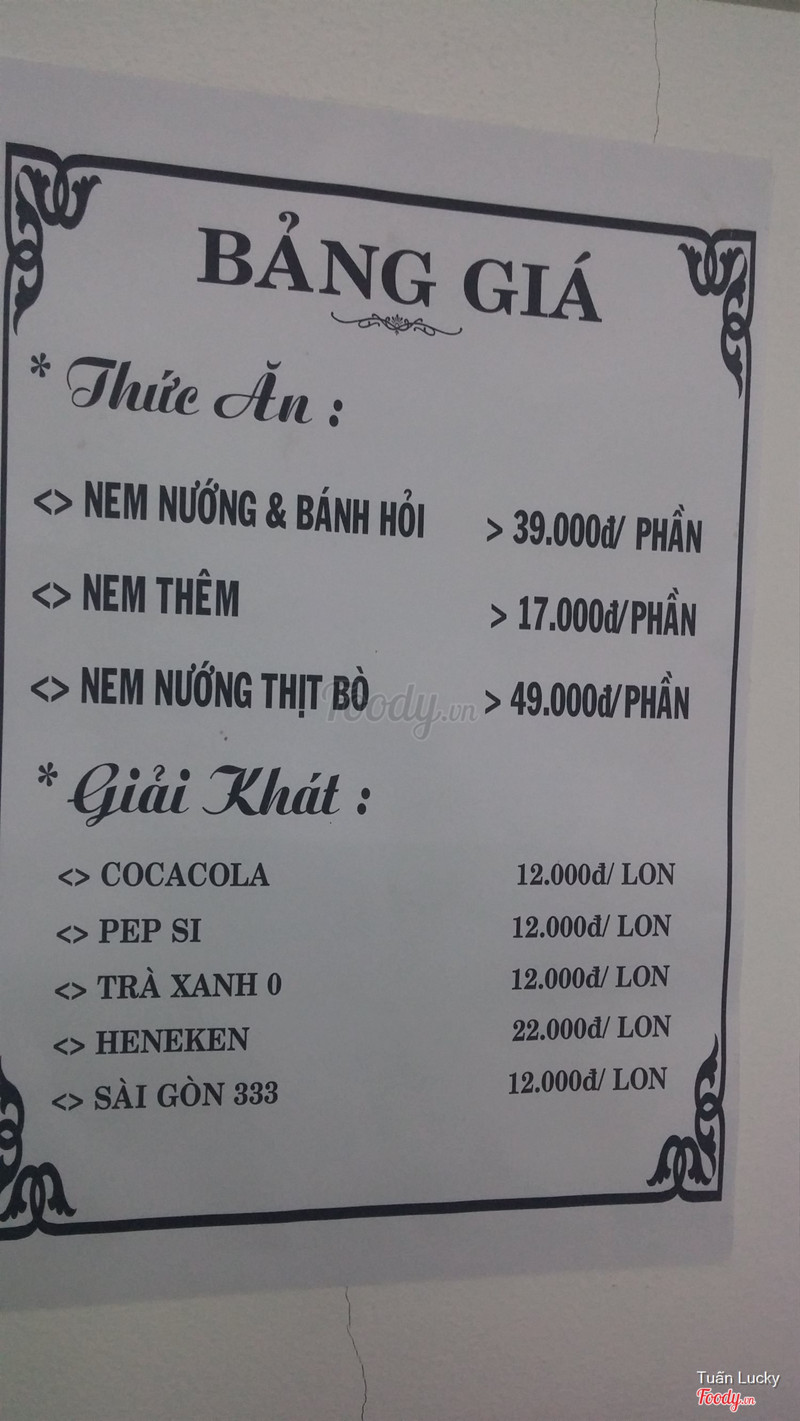 BẢNG GIÁ
* Thức Ăn :
<> NEM NƯỚNG & BÁNH HỎI > 39.000đ/ PHẦN
<> NEM THÊM > 17.000đ/PHẦN
<> NEM NƯỚNG THỊT BÒ > 49.000đ/PHẦN
Foody.vn
* Giải Khát :
<> COCACOLA 12.000đ/ LON
<> PEP SI 12.000đ/ LON
<> TRÀ XANH 0 12.000đ/ LON
<> HENEKEN 22.000đ/ LON
<> SÀI GÒN 333 12.000đ/ LON
Tuấn Lucky
Foody.vn